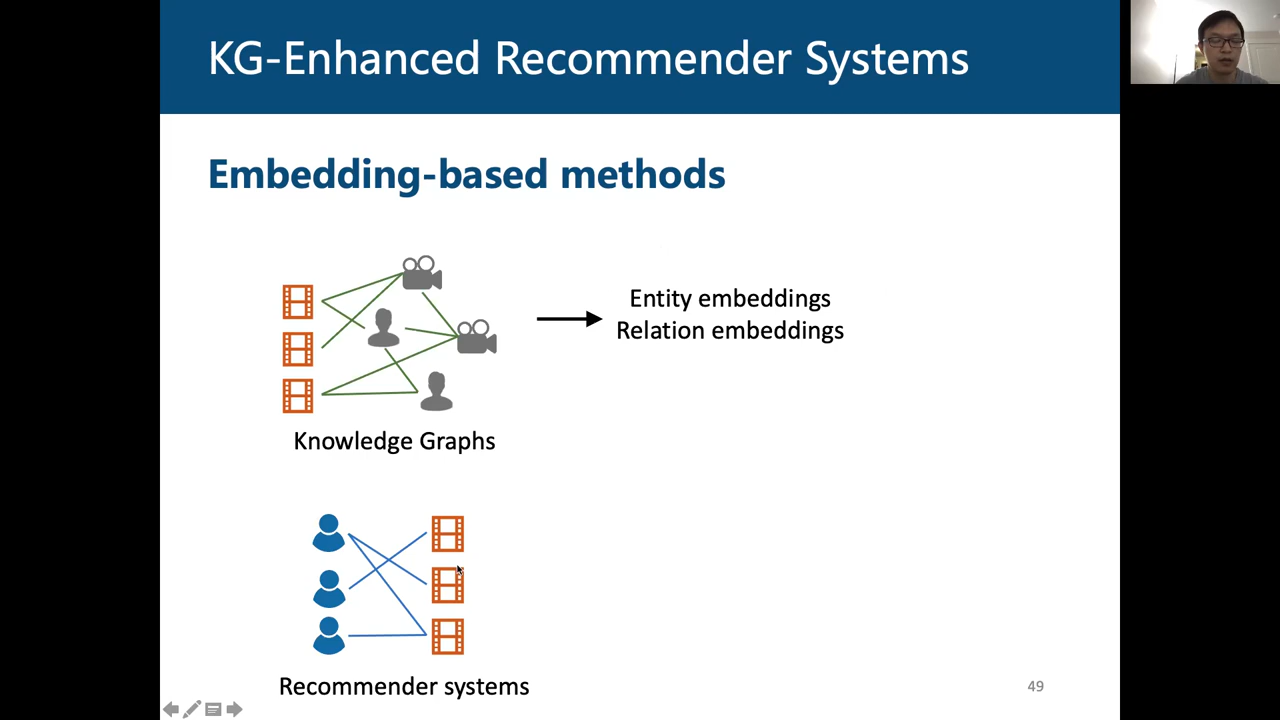 KG-Enhanced Recommender Systems
Embedding-based methods
Entity embeddings
Relation embeddings
Knowledge Graphs
Recommender systems
49